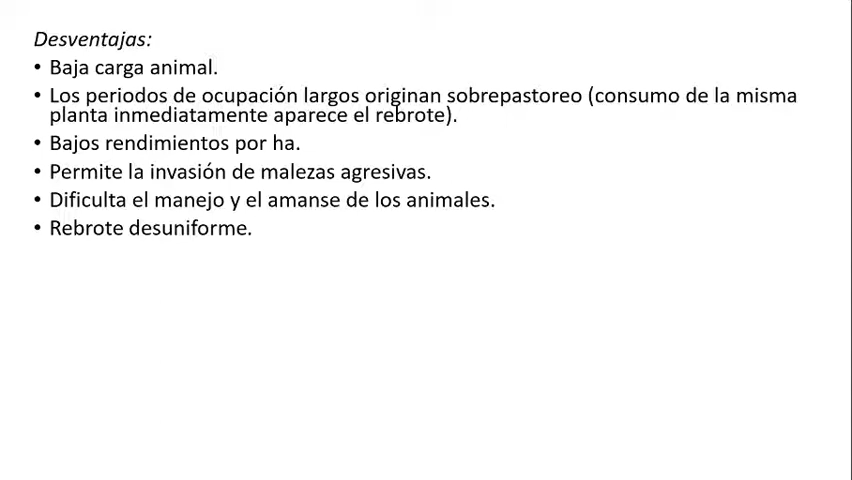 Desventajas:
• Baja carga animal.
• Los periodos de ocupación largos originan sobrepastoreo (consumo de la misma
planta inmediatamente aparece el rebrote).
• Bajos rendimientos por ha.
• Permite la invasión de malezas agresivas.
• Dificulta el manejo y el amanse de los animales.
• Rebrote desuniforme.